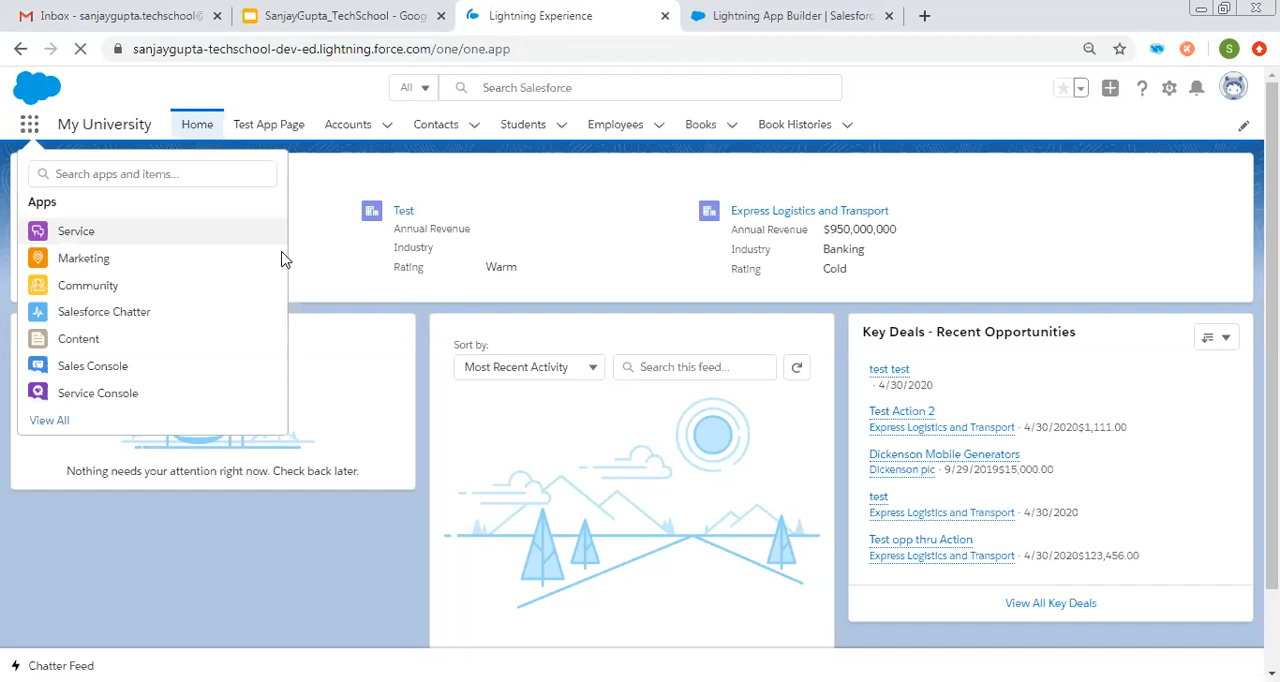 Inbox - sanjaygupta.techschool@
SanjayGupta_TechSchool - Goog
Lightning Experience
Lightning App Builder | Salesforc
sanjaygupta-techschool-dev-ed.lightning.force.com/one/one.app
S
All
Search Salesforce
My University
Home
Test App Page
Accounts
Contacts
Students
Employees
Books
Book Histories
Search apps and items...
Apps
Service
Marketing
Community
Salesforce Chatter
Content
Sales Console
Service Console
View All
Test
Annual Revenue
Industry
Rating Warm
Express Logistics and Transport
Annual Revenue $950,000,000
Industry Banking
Rating Cold
Nothing needs your attention right now. Check back later.
Sort by:
Most Recent Activity
Search this feed...
Key Deals - Recent Opportunities
test test
· 4/30/2020
Test Action 2
Express Logistics and Transport · 4/30/2020$1,111.00
Dickenson Mobile Generators
Dickenson plc · 9/29/2019$15,000.00
test
Express Logistics and Transport · 4/30/2020
Test opp thru Action
Express Logistics and Transport · 4/30/2020$123,456.00
View All Key Deals
Chatter Feed